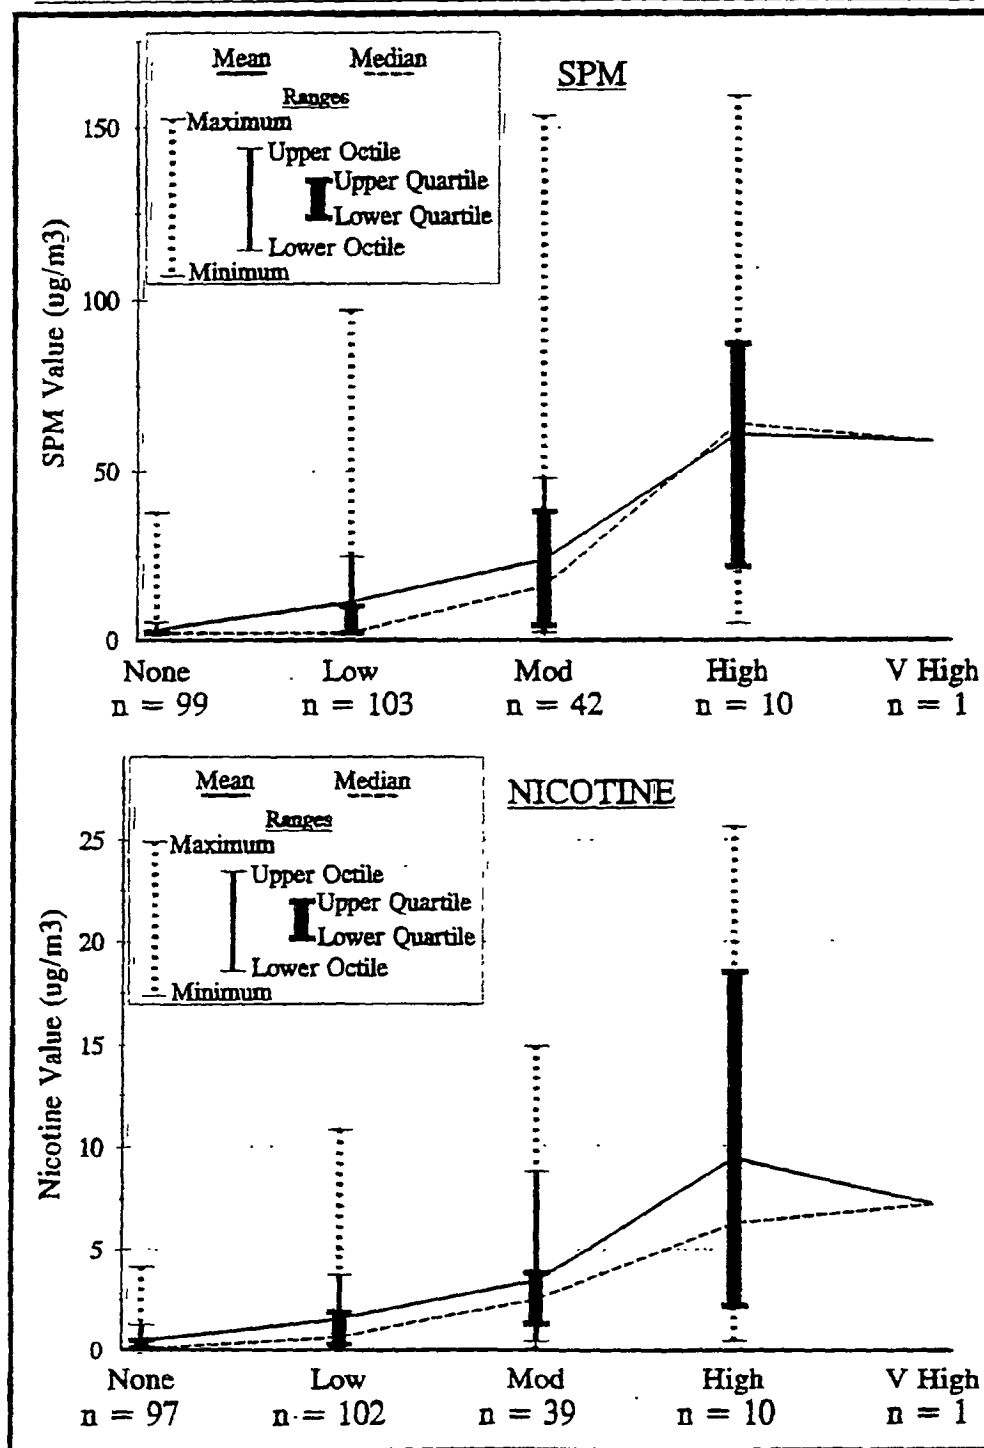 Mean Median
SPM
Ranges
Maximum
Upper Octile
Upper Quartile
Lower Quartile
Lower Octile
Minimum
SPM Value (ug/m3)
150
100
50
0
None Low Mod High V High
n = 99 n = 103 n = 42 n = 10 n = 1
Mean Median
NICOTINE
Ranges
Maximum
Upper Octile
Upper Quartile
Lower Quartile
Lower Octile
Minimum
Nicotine Value (ug/m3)
25
20
15
10
5
0
None Low Mod High V High
n = 97 n = 102 n = 39 n = 10 n = 1